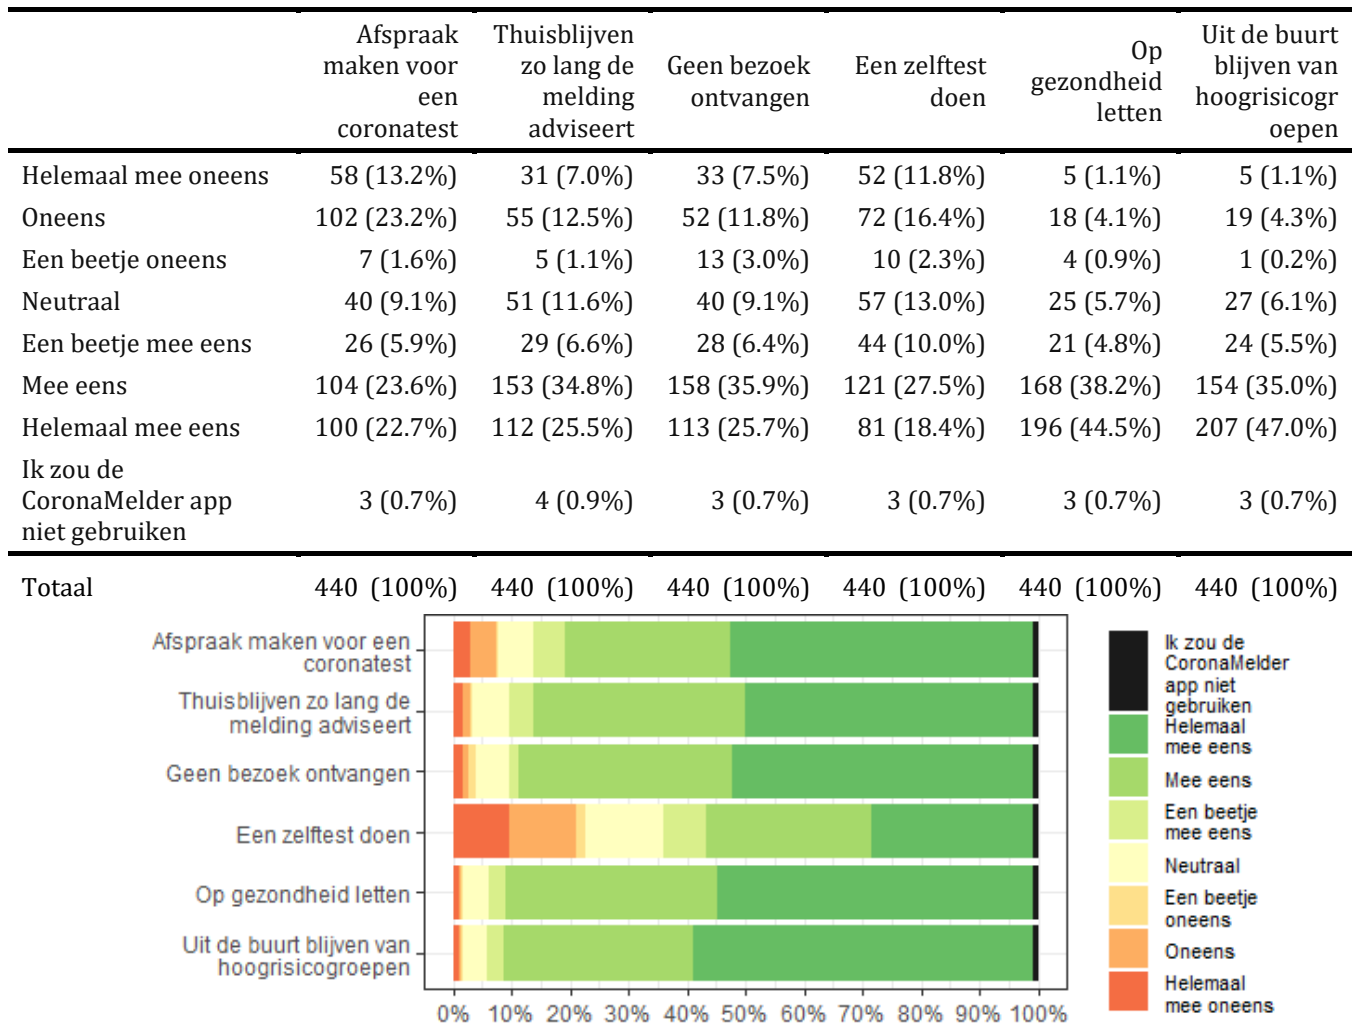 Afspraak maken voor een coronatest
Thuisblijven zo lang de melding adviseert
Geen bezoek ontvangen
Een zelftest doen
Op gezondheid letten
Uit de buurt blijven van hoogrisicogr oepen
Helemaal mee oneens 58 (13.2%) 31 (7.0%) 33 (7.5%) 52 (11.8%) 5 (1.1%) 5 (1.1%)
Oneens 102 (23.2%) 55 (12.5%) 52 (11.8%) 72 (16.4%) 18 (4.1%) 19 (4.3%)
Een beetje oneens 7 (1.6%) 5 (1.1%) 13 (3.0%) 10 (2.3%) 4 (0.9%) 1 (0.2%)
Neutraal 40 (9.1%) 51 (11.6%) 40 (9.1%) 57 (13.0%) 25 (5.7%) 27 (6.1%)
Een beetje mee eens 26 (5.9%) 29 (6.6%) 28 (6.4%) 44 (10.0%) 21 (4.8%) 24 (5.5%)
Mee eens 104 (23.6%) 153 (34.8%) 158 (35.9%) 121 (27.5%) 168 (38.2%) 154 (35.0%)
Helemaal mee eens 100 (22.7%) 112 (25.5%) 113 (25.7%) 81 (18.4%) 196 (44.5%) 207 (47.0%)
Ik zou de
CoronaMelder app
niet gebruiken
3 (0.7%) 4 (0.9%) 3 (0.7%) 3 (0.7%) 3 (0.7%) 3 (0.7%)
Totaal 440 (100%) 440 (100%) 440 (100%) 440 (100%) 440 (100%) 440 (100%)
Afspraak maken voor een
coronatest
Thuisblijven zo lang de
melding adviseert
Geen bezoek ontvangen
Een zelftest doen
Op gezondheid letten
Uit de buurt blijven van
hoogrisicogroepen
0% 10% 20% 30% 40% 50% 60% 70% 80% 90% 100%
Ik zou de
CoronaMelder
app niet
gebruiken
Helemaal
mee eens
Mee eens
Een beetje
mee eens
Neutraal
Een beetje
oneens
Oneens
Helemaal
mee oneens